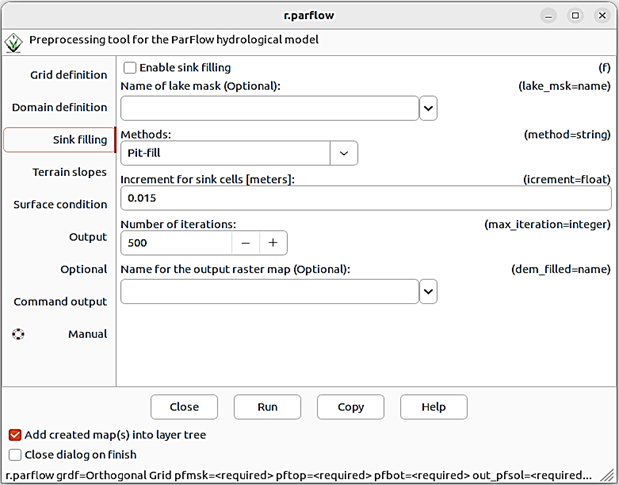 r.parflow
Preprocessing tool for the ParFlow hydrological model
Grid definition
Domain definition
Sink filling
Terrain slopes
Surface condition
Output
Optional
Command output
Manual
Enable sink filling (f)
Name of lake mask (Optional): (lake_msk=name)
Methods: (method=string)
Pit-fill
Increment for sink cells [meters]: (icrement=float)
0.015
Number of iterations: (max_iteration=integer)
500 − +
Name for the output raster map (Optional): (dem_filled=name)
Close Run Copy Help
Add created map(s) into layer tree
Close dialog on finish
r.parflow grdf=Orthogonal Grid pfmsk=<required> pftop=<required> pfbot=<required> out_pfsol=<required...